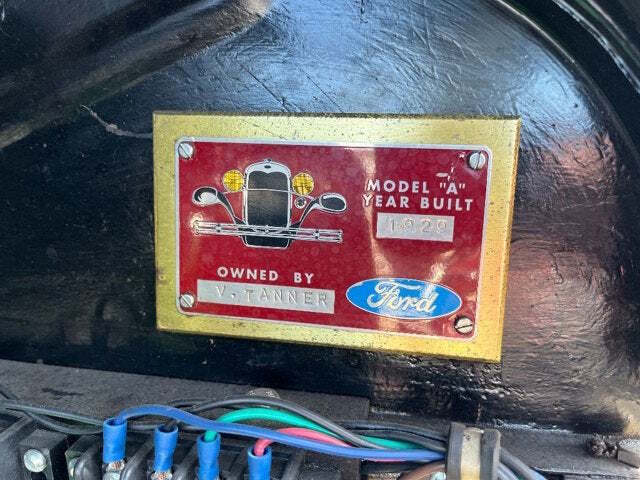 MODEL "A"
YEAR BUILT
1929
OWNED BY
V. TANNER
Ford